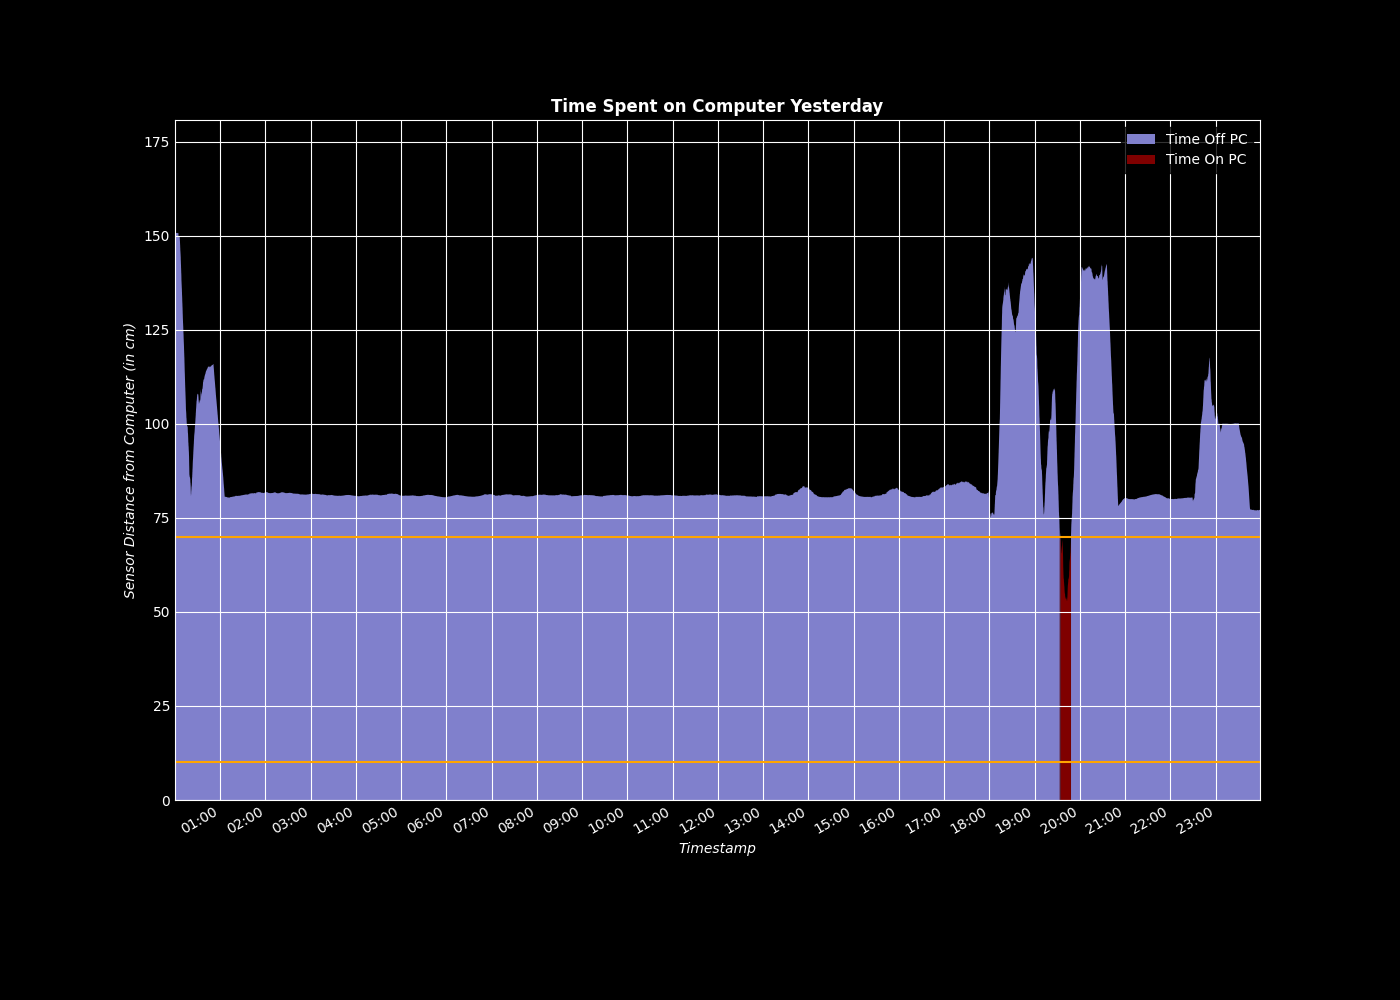 Time Spent on Computer Yesterday
Time Off PC
Time On PC
175
150
125
100
75
50
25
0
Sensor Distance from Computer (in cm)
01:00 02:00 03:00 04:00 05:00 06:00 07:00 08:00 09:00 10:00 11:00 12:00 13:00 14:00 15:00 16:00 17:00 18:00 19:00 20:00 21:00 22:00 23:00
Timestamp